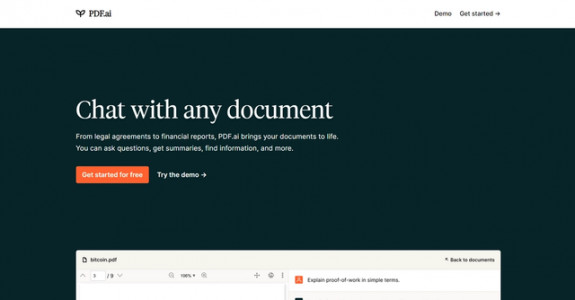 PDF.ai
Demo Get started →
Chat with any document
From legal agreements to financial reports, PDF.ai brings your documents to life.
You can ask questions, get summaries, find information, and more.
Get started for free Try the demo →
bitcoin.pdf
Back to documents
/ 9
100%
Explain proof-of-work in simple terms.